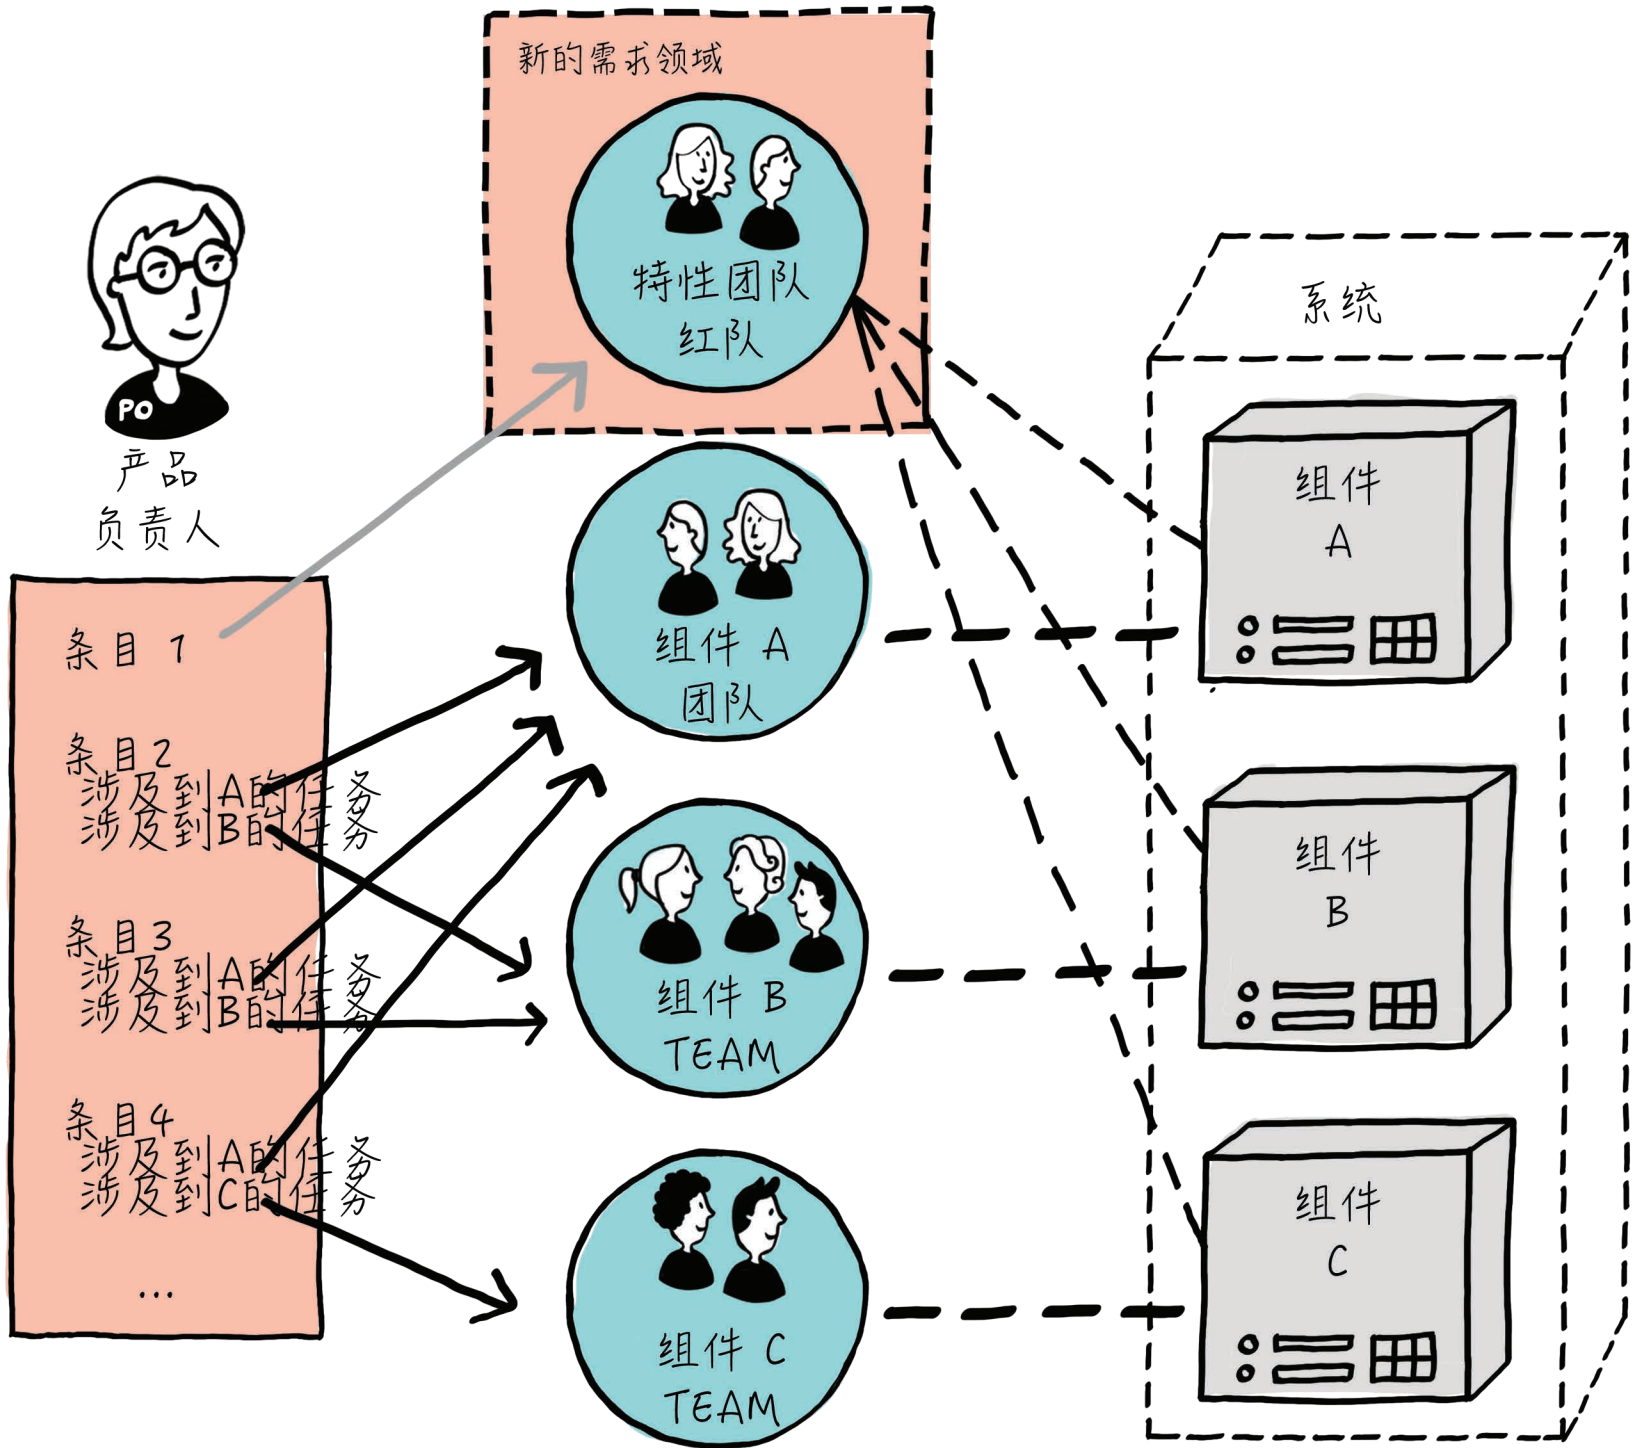 新的需求领域
特性团队
红队
PO
产品
负责人
条目 1
条目2
涉及到A的任务
涉及到B的任务
条目3
涉及到A的任务
涉及到B的任务
条目4
涉及到A的任务
涉及到C的任务
...
组件 A
团队
组件 B
TEAM
组件 C
TEAM
系统
组件
A
组件
B
组件
C